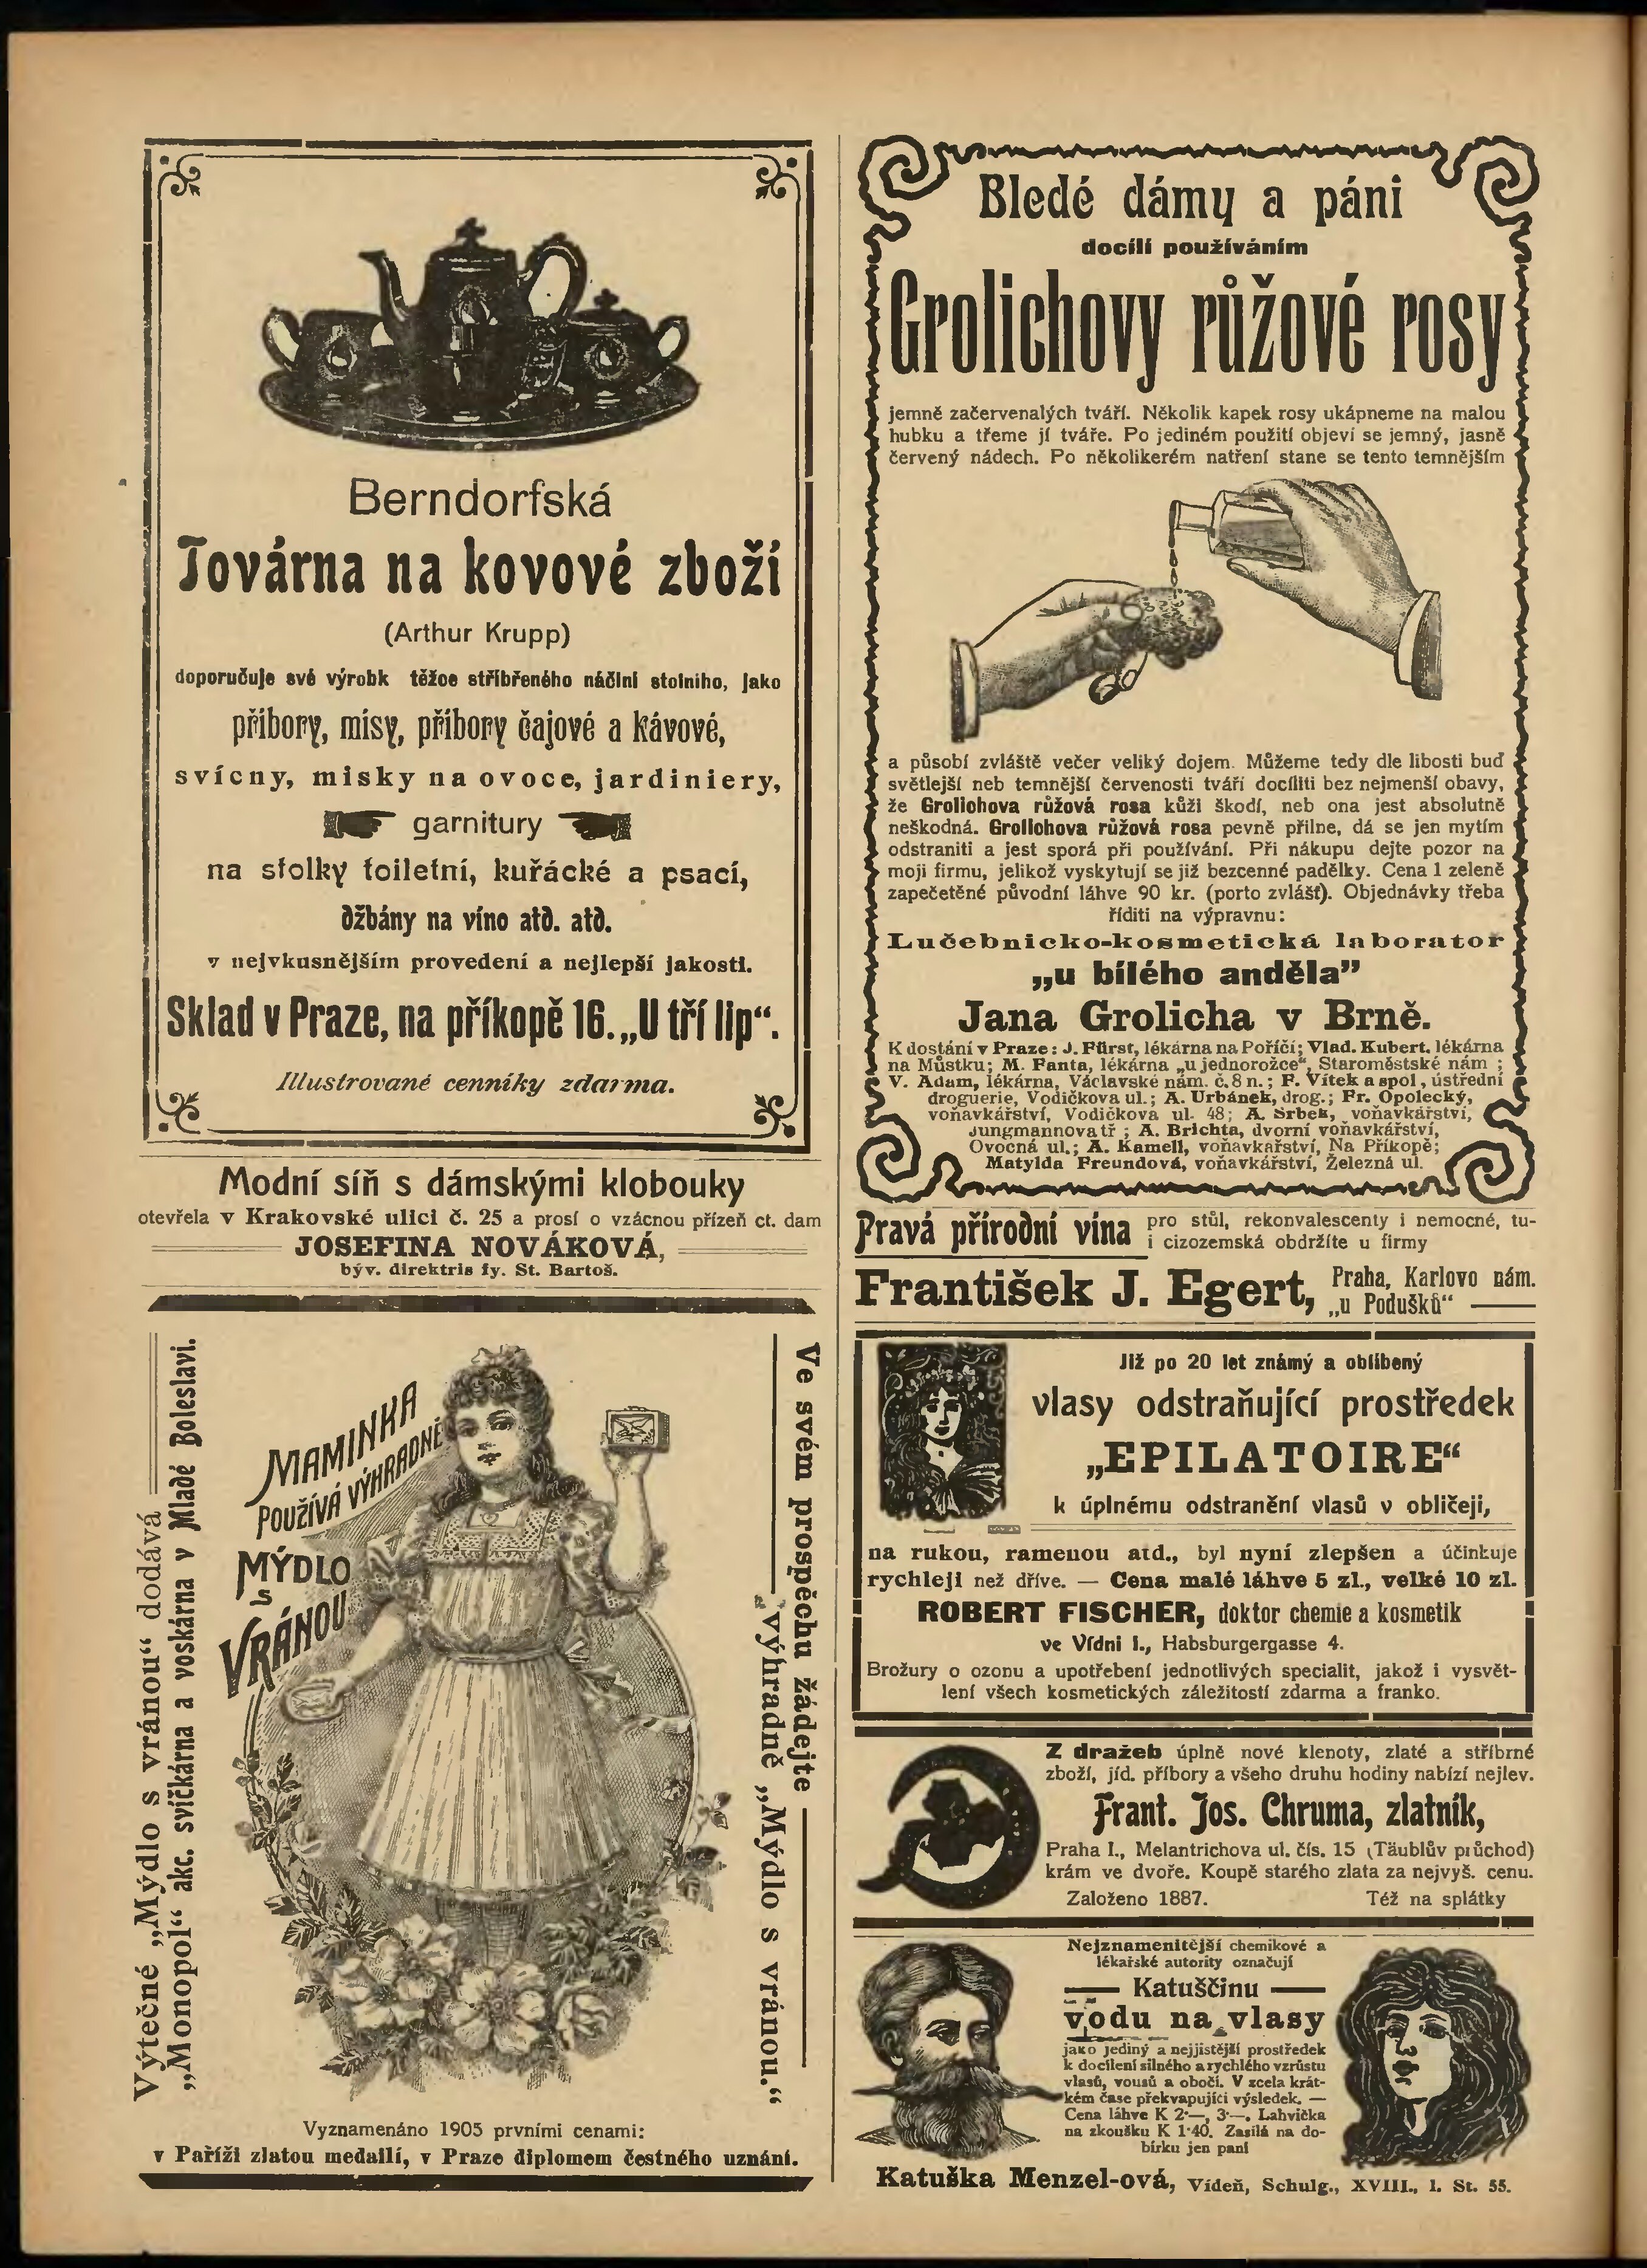 Berndorfská
Továrna na kovové zboží
(Arthur Krupp)
doporučuje své výrobk těžce stříbřeného náčiní stolního, jako
příbory, mísy, příbory čajové a kávové,
svícny, misky na ovoce, jardiniery,
garnitury
na stolky toiletní, kuřácké a psací,
džbány na víno atd. atd.
v nejvkusnějším provedení a nejlepší jakosti.
Sklad v Praze, na příkopě 16. „U tří lip“.
Illustrované cenníky zdarma.
Modní síň s dámskými klobouky
otevřela v Krakovské ulici č. 25 a prosí o vzácnou přízeň ct. dam
JOSEFINA NOVÁKOVÁ,
býv. direktris fy. St. Bartoš.
Výtečné „Mýdlo s vránou“ dodává
„Monopol“ akc. svíčkárna a voskárna v Mladé Boleslavi.
MAMINKA
POUŽÍVÁ VÝHRADNĚ
MÝDLO
S
VRÁNOU
Ve svém prospěchu žádejte
výhradně „Mýdlo s vránou.“
Vyznamenáno 1905 prvními cenami:
v Paříži zlatou medailí, v Praze diplomem čestného uznání.
Bledé dámy a páni
docílí používáním
Grolichovy růžové rosy
jemně začervenalých tváří. Několik kapek rosy ukápneme na malou
hubku a třeme jí tváře. Po jediném použití objeví se jemný, jasně
červený nádech. Po několikerém natření stane se tento temnějším
a působí zvláště večer veliký dojem. Můžeme tedy dle libosti buď
světlejší neb temnější červenosti tváří docíliti bez nejmenší obavy,
že Grolichova růžová rosa kůži škodí, neb ona jest absolutně
neškodná. Grolichova růžová rosa pevně přilne, dá se jen mytím
odstraniti a jest sporá při používání. Při nákupu dejte pozor na
moji firmu, jelikož vyskytují se již bezcenné padělky. Cena 1 zeleně
zapečetěné původní láhve 90 kr. (porto zvlášť). Objednávky třeba
říditi na výpravnu:
Lučebnicko-kosmetická laborator
„u bílého anděla”
Jana Grolicha v Brně.
K dostání v Praze: J. Fürst, lékárna na Poříčí; Vlad. Kubert. lékárna
na Můstku; M. Fanta, lékárna „u jednorožce“, Staroměstské nám ;
V. Adam, lékárna, Václavské nám. č. 8 n.; F. Vítek a spol, ústřední
droguerie, Vodičkova ul.; A. Urbánek, drog.; Fr. Opolecký,
voňavkářství, Vodičkova ul. 48; A. Srbek, voňavkářství,
Jungmannova tř ; A. Brichta, dvorní voňavkářství,
Ovocná ul.; A. Kamell, voňavkařství, Na Příkopě;
Matylda Freundová, voňavkářství, Železná ul.
Pravá přírodní vína pro stůl, rekonvalescenty i nemocné, tu-
i cizozemská obdržíte u firmy
František J. Egert, Praha, Karlovo nám.
„u Podušků“
Již po 20 let známý a oblíbený
vlasy odstraňující prostředek
„EPILATOIRE“
k úplnému odstranění vlasů v obličeji,
na rukou, ramenou atd., byl nyní zlepšen a účinkuje
rychleji než dříve. — Cena malé láhve 5 zl., velké 10 zl.
ROBERT FISCHER, doktor chemie a kosmetik
ve Vídni I., Habsburgergasse 4.
Brožury o ozonu a upotřebení jednotlivých specialit, jakož i vysvět-
lení všech kosmetických záležitostí zdarma a franko.
Z dražeb úplně nové klenoty, zlaté a stříbrné
zboží, jíd. příbory a všeho druhu hodiny nabízí nejlev.
Frant. Jos. Chruma, zlatník,
Praha I., Melantrichova ul. čís. 15 (Täublův průchod)
krám ve dvoře. Koupě starého zlata za nejvyš. cenu.
Založeno 1887. Též na splátky
Nejznamenitější chemikové a
lékařské autority označují
Katuščinu
vodu na vlasy
jako jediný a nejjistější prostředek
k docílení silného a rychlého vzrůstu
vlasů, vousů a obočí. V zcela krát-
kém čase překvapující výsledek. —
Cena láhve K 2·—, 3·—. Lahvička
na zkoušku K 1·40. Zasílá na do-
bírku jen paní
Katuška Menzel-ová, Vídeň, Schulg., XVIII., 1. St. 55.